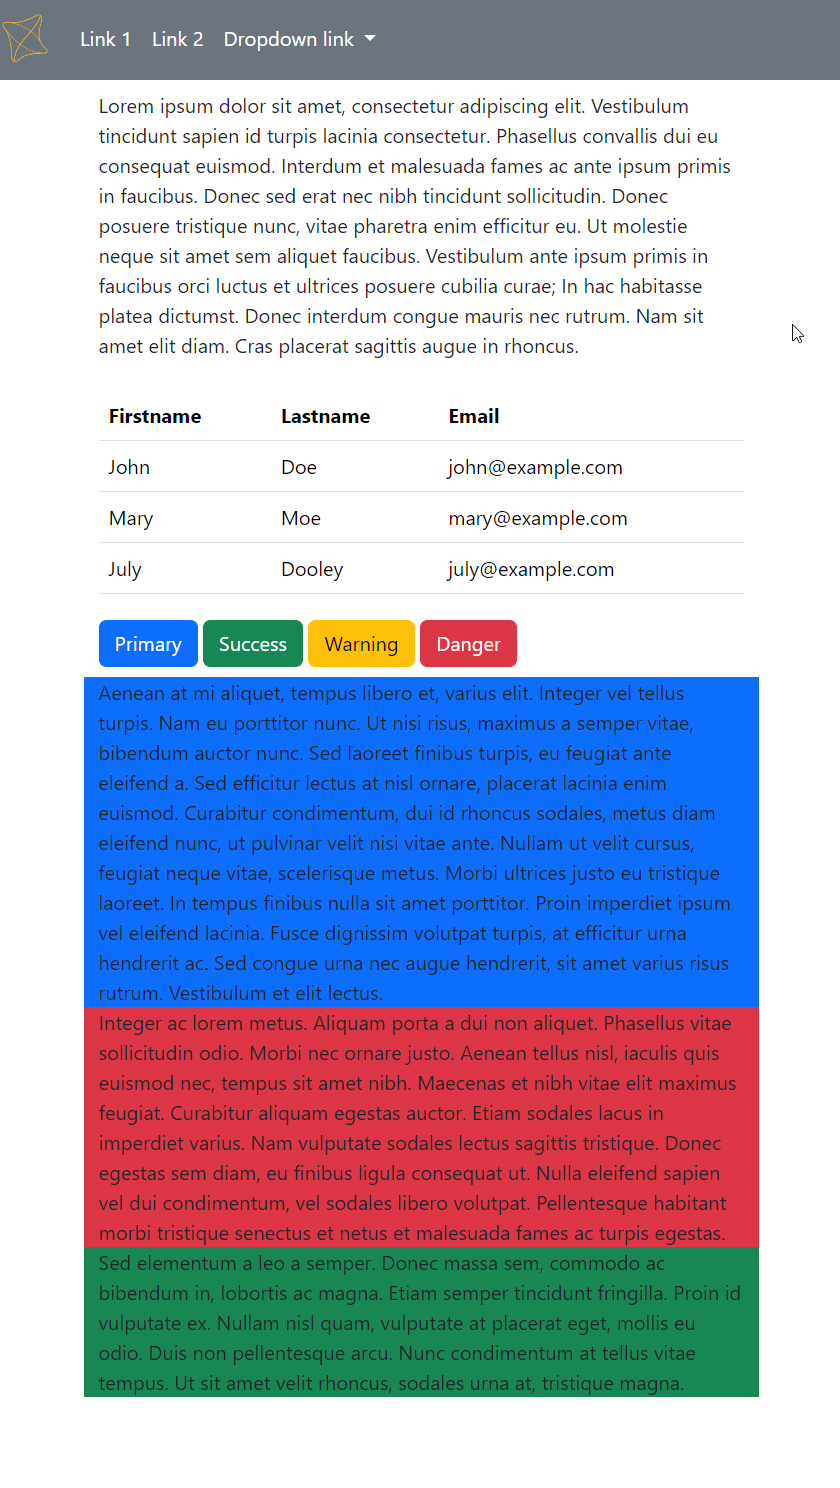 Link 1 Link 2 Dropdown link
Lorem ipsum dolor sit amet, consectetur adipiscing elit. Vestibulum
tincidunt sapien id turpis lacinia consectetur. Phasellus convallis dui eu
consequat euismod. Interdum et malesuada fames ac ante ipsum primis
in faucibus. Donec sed erat nec nibh tincidunt sollicitudin. Donec
posuere tristique nunc, vitae pharetra enim efficitur eu. Ut molestie
neque sit amet sem aliquet faucibus. Vestibulum ante ipsum primis in
faucibus orci luctus et ultrices posuere cubilia curae; In hac habitasse
platea dictumst. Donec interdum congue mauris nec rutrum. Nam sit
amet elit diam. Cras placerat sagittis augue in rhoncus.
Firstname Lastname Email
John Doe john@example.com
Mary Moe mary@example.com
July Dooley july@example.com
Primary Success Warning Danger
Aenean at mi aliquet, tempus libero et, varius elit. Integer vel tellus
turpis. Nam eu porttitor nunc. Ut nisi risus, maximus a semper vitae,
bibendum auctor nunc. Sed laoreet finibus turpis, eu feugiat ante
eleifend a. Sed efficitur lectus at nisl ornare, placerat lacinia enim
euismod. Curabitur condimentum, dui id rhoncus sodales, metus diam
eleifend nunc, ut pulvinar velit nisi vitae ante. Nullam ut velit cursus,
feugiat neque vitae, scelerisque metus. Morbi ultrices justo eu tristique
laoreet. In tempus finibus nulla sit amet porttitor. Proin imperdiet ipsum
vel eleifend lacinia. Fusce dignissim volutpat turpis, at efficitur urna
hendrerit ac. Sed congue urna nec augue hendrerit, sit amet varius risus
rutrum. Vestibulum et elit lectus.
Integer ac lorem metus. Aliquam porta a dui non aliquet. Phasellus vitae
sollicitudin odio. Morbi nec ornare justo. Aenean tellus nisl, iaculis quis
euismod nec, tempus sit amet nibh. Maecenas et nibh vitae elit maximus
feugiat. Curabitur aliquam egestas auctor. Etiam sodales lacus in
imperdiet varius. Nam vulputate sodales lectus sagittis tristique. Donec
egestas sem diam, eu finibus ligula consequat ut. Nulla eleifend sapien
vel dui condimentum, vel sodales libero volutpat. Pellentesque habitant
morbi tristique senectus et netus et malesuada fames ac turpis egestas.
Sed elementum a leo a semper. Donec massa sem, commodo ac
bibendum in, lobortis ac magna. Etiam semper tincidunt fringilla. Proin id
vulputate ex. Nullam nisl quam, vulputate at placerat eget, mollis eu
odio. Duis non pellentesque arcu. Nunc condimentum at tellus vitae
tempus. Ut sit amet velit rhoncus, sodales urna at, tristique magna.